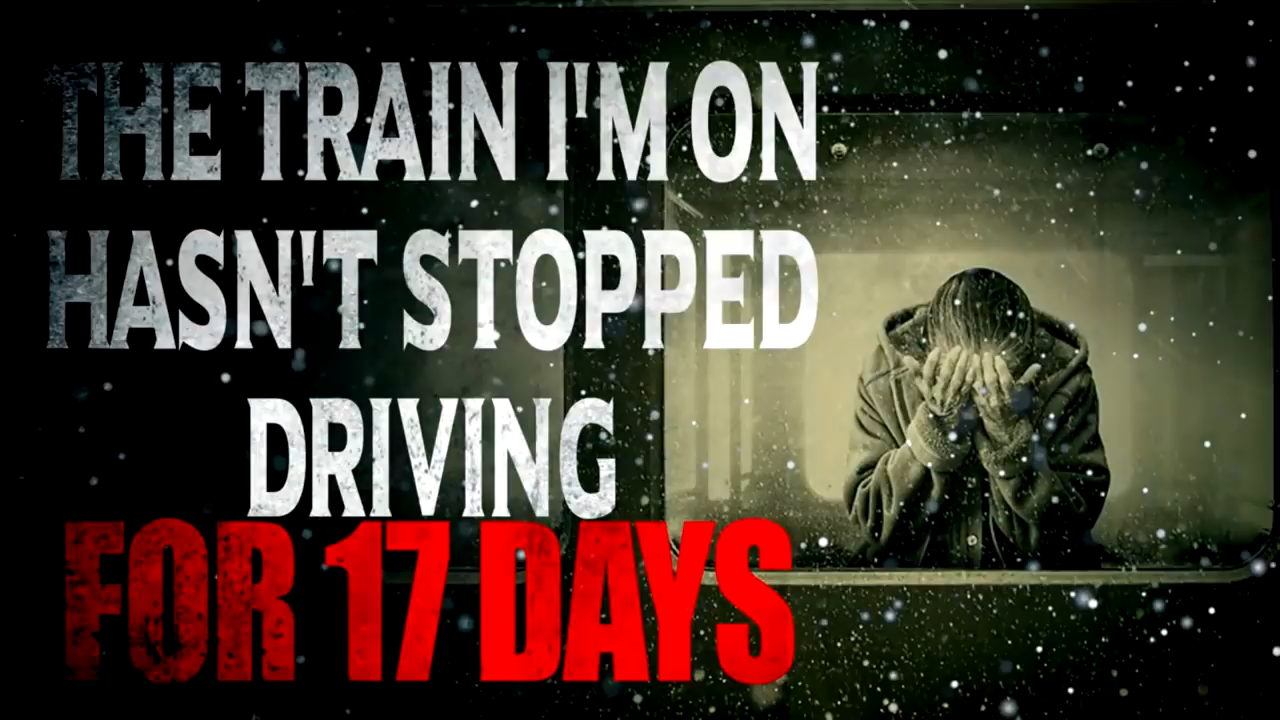 THE TRAIN I'M ON
HASN'T STOPPED
DRIVING
FOR 17 DAYS